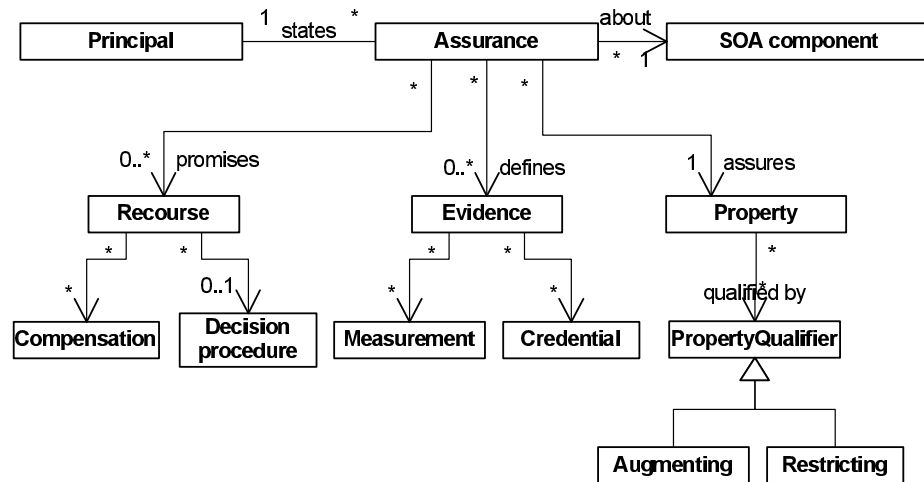 1 states *
about
Principal
Assurance
SOA component
* 1
* * *
0..* promises
0..* defines
1 assures
Recourse
Evidence
Property
* *
* *
*
* 0..1
* *
*
qualified by
Compensation
Decision
procedure
Measurement
Credential
PropertyQualifier
Augmenting
Restricting